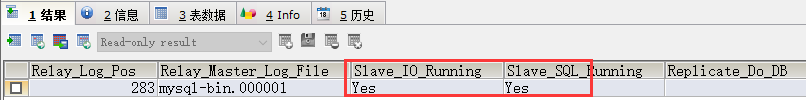 1 结果 2 信息 3 表数据 4 Info 5 历史
Read-only result
Relay_Log_Pos Relay_Master_Log_File Slave_IO_Running Slave_SQL_Running Replicate_Do_DB
283 mysql-bin.000001 Yes Yes